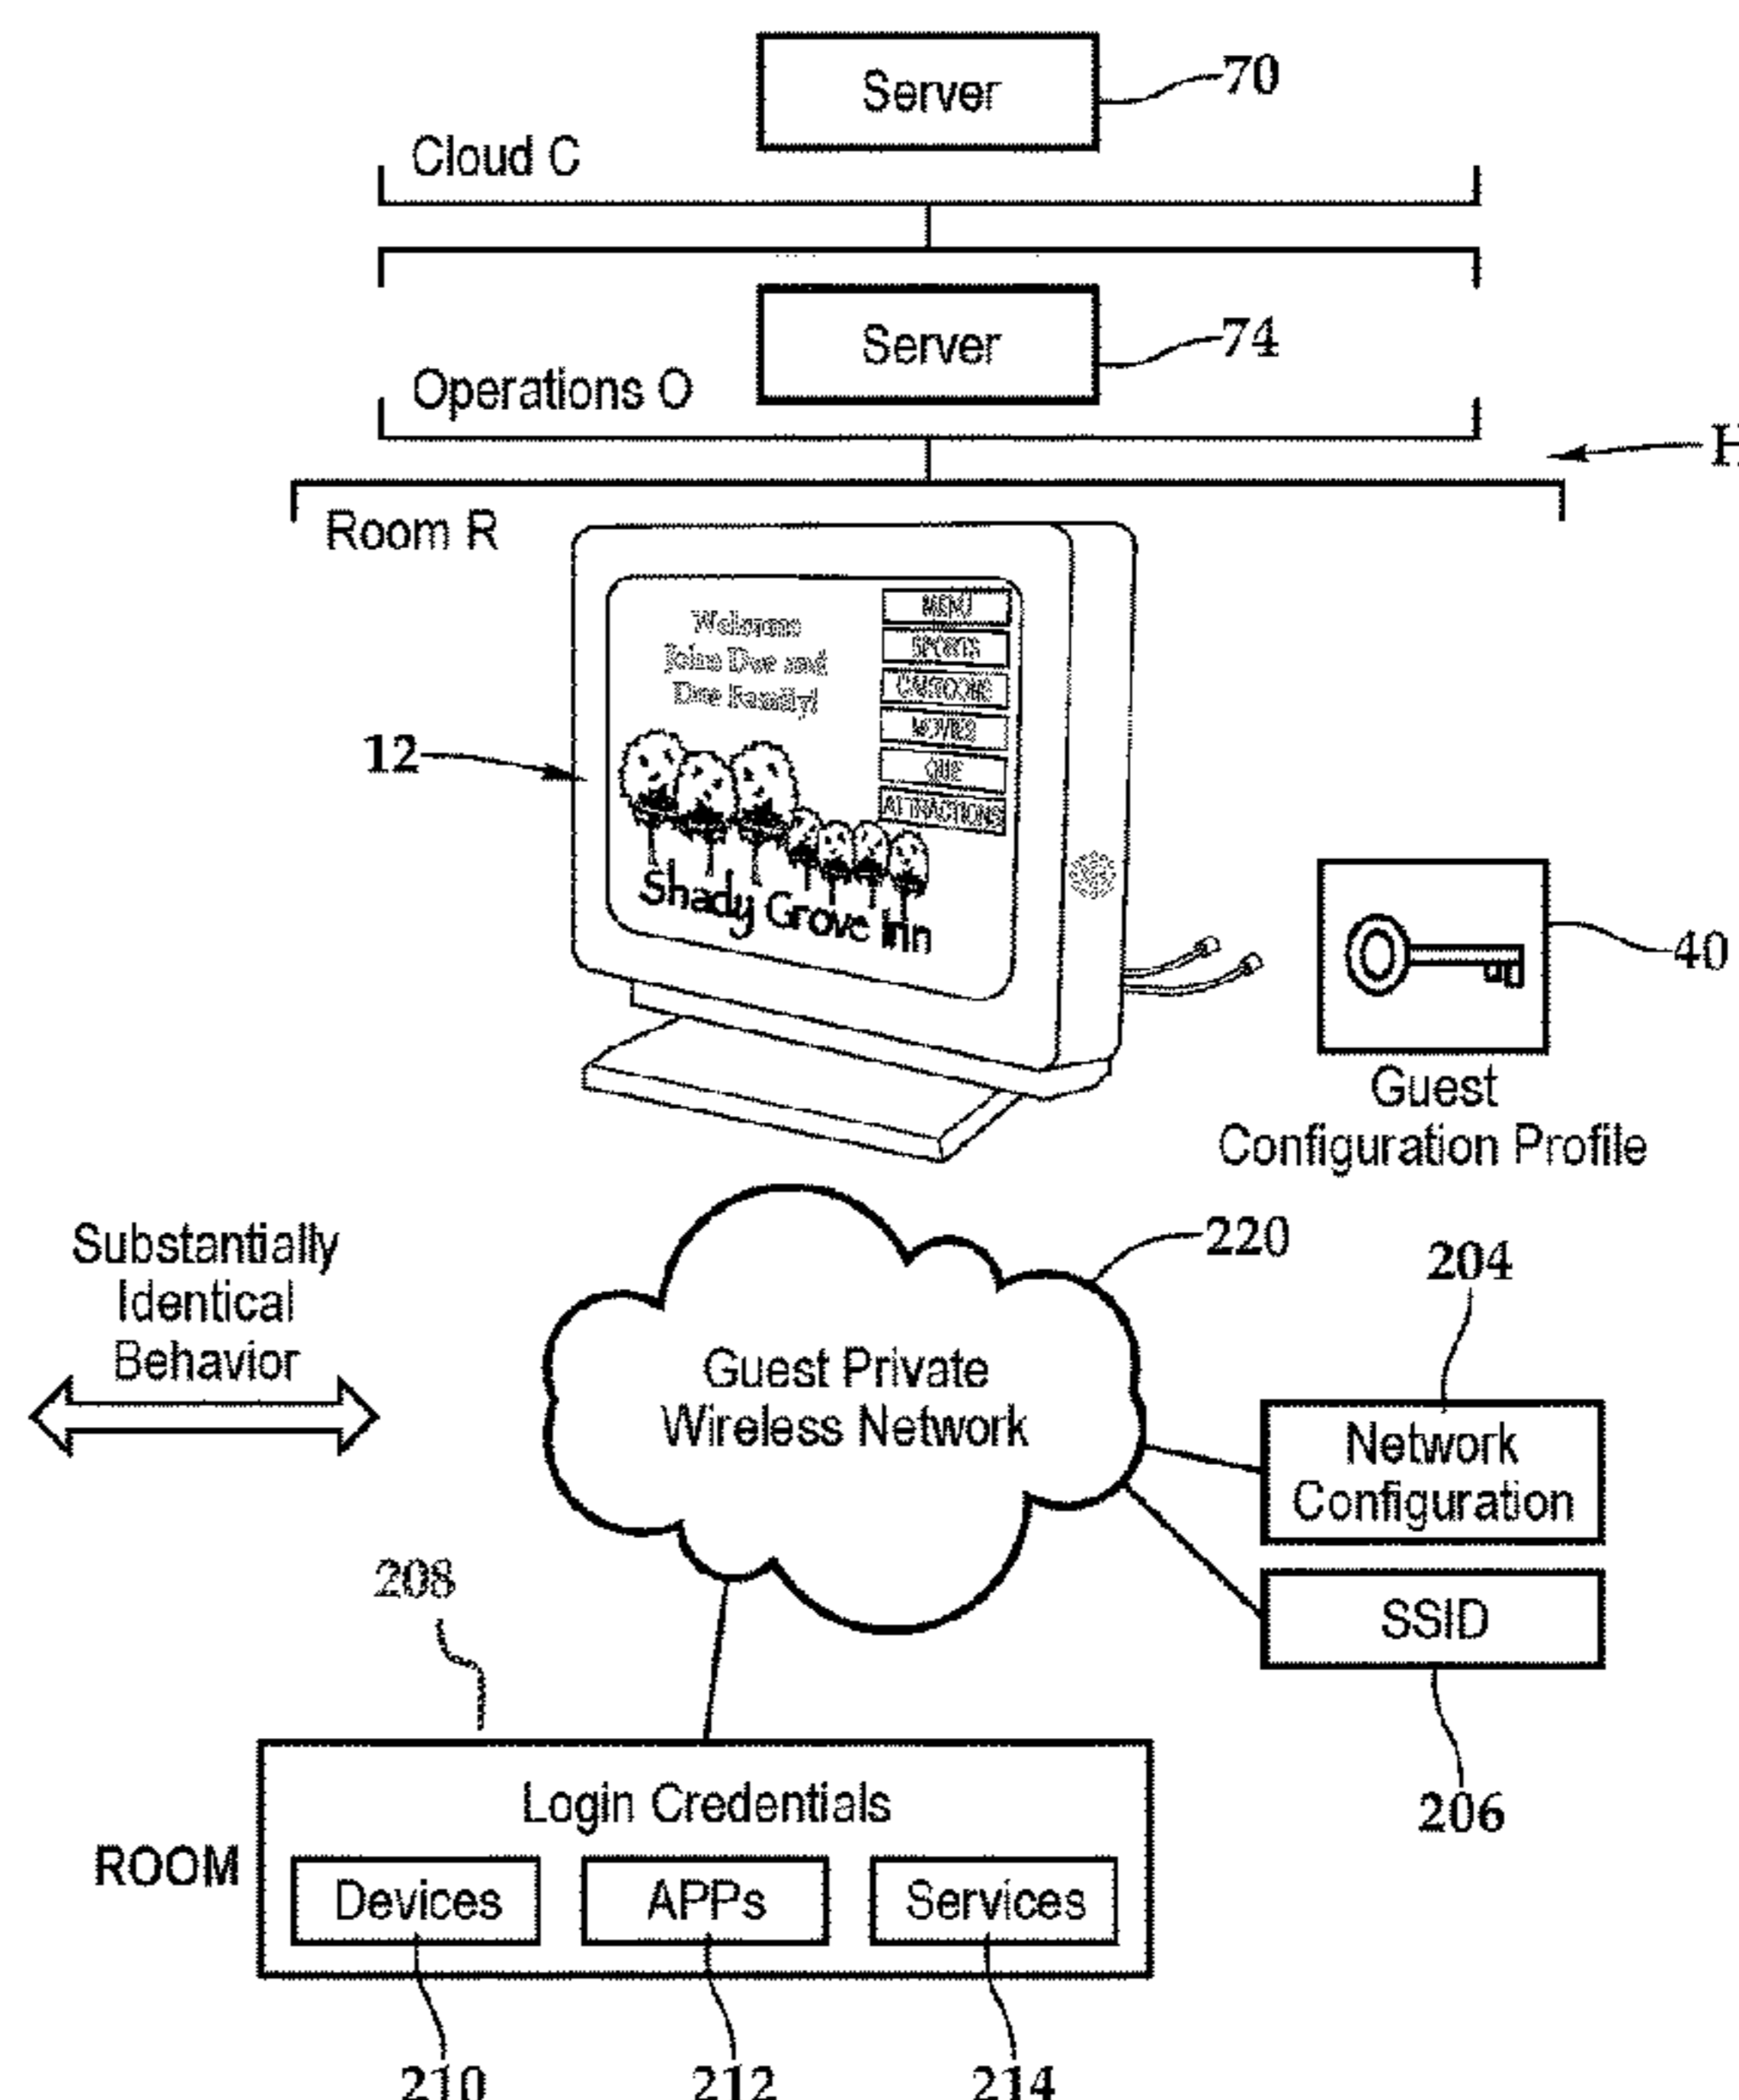 Server
70
Cloud C
Server
74
Operations O
H
Room R
Welcome
John Doe and
Doe Family!
MENU
SPORTS
CARTOONS
MOVIES
QUE
ATTRACTIONS
12
Shady Grove Inn
40
Guest
Configuration Profile
Substantially
Identical
Behavior
220
204
Guest Private
Wireless Network
Network
Configuration
208
SSID
206
Login Credentials
ROOM
Devices
APPs
Services
210
212
214